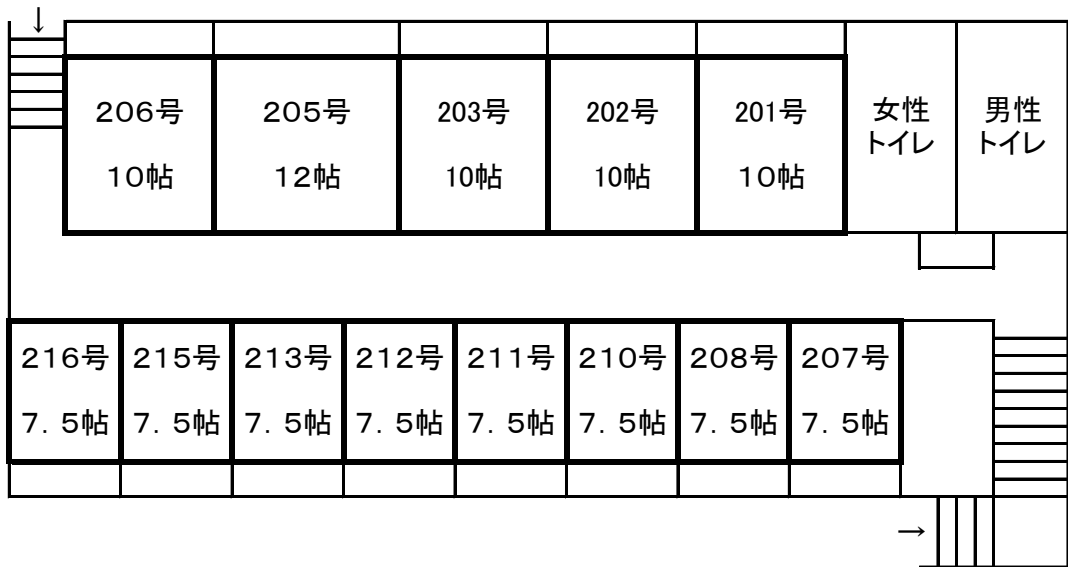 ↓
206号 205号 203号 202号 201号 女性 男性
トイレ トイレ
10帖 12帖 10帖 10帖 10帖
216号 215号 213号 212号 211号 210号 208号 207号
7.5帖 7.5帖 7.5帖 7.5帖 7.5帖 7.5帖 7.5帖 7.5帖
→